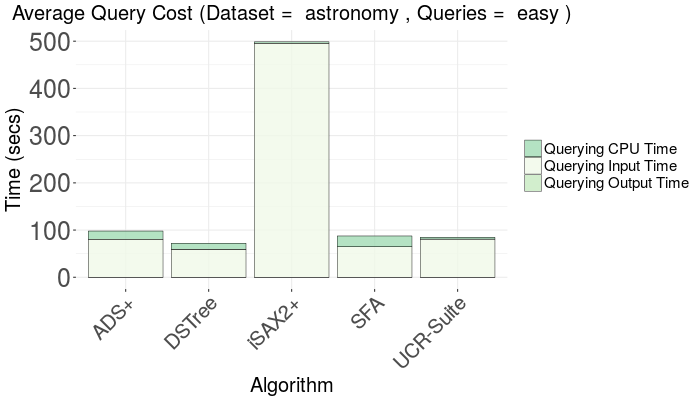 Average Query Cost (Dataset =  astronomy , Queries =  easy )
500
400
300
200
100
0
Time (secs)
ADS+
DSTree
iSAX2+
SFA
UCR-Suite
Algorithm
Querying CPU Time
Querying Input Time
Querying Output Time